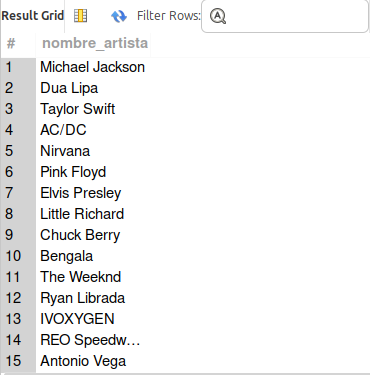 Result Grid Filter Rows:
# nombre_artista
1 Michael Jackson
2 Dua Lipa
3 Taylor Swift
4 AC/DC
5 Nirvana
6 Pink Floyd
7 Elvis Presley
8 Little Richard
9 Chuck Berry
10 Bengala
11 The Weeknd
12 Ryan Librada
13 IVOXYGEN
14 REO Speedw...
15 Antonio Vega